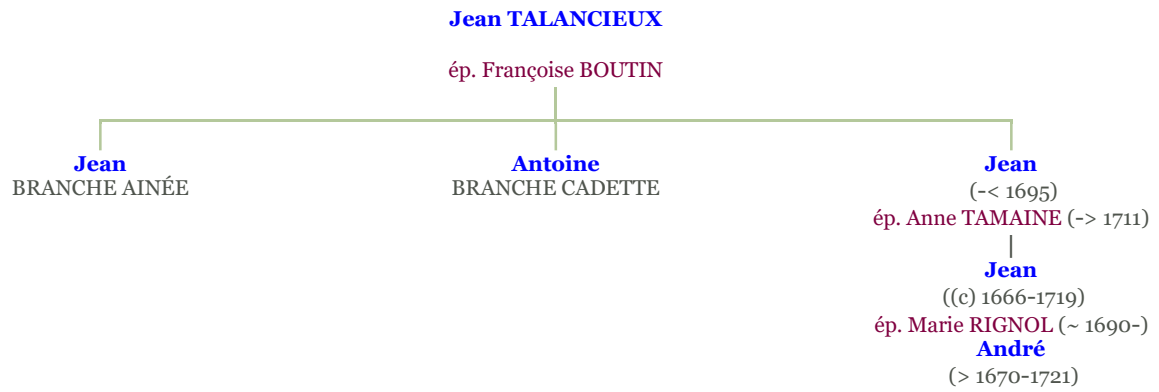 Jean TALANCIEUX
ép. Françoise BOUTIN
Jean
BRANCHE AINÉE
Antoine
BRANCHE CADETTE
Jean
(-< 1695)
ép. Anne TAMAINE (-> 1711)
Jean
((c) 1666-1719)
ép. Marie RIGNOL (~ 1690-)
André
(> 1670-1721)